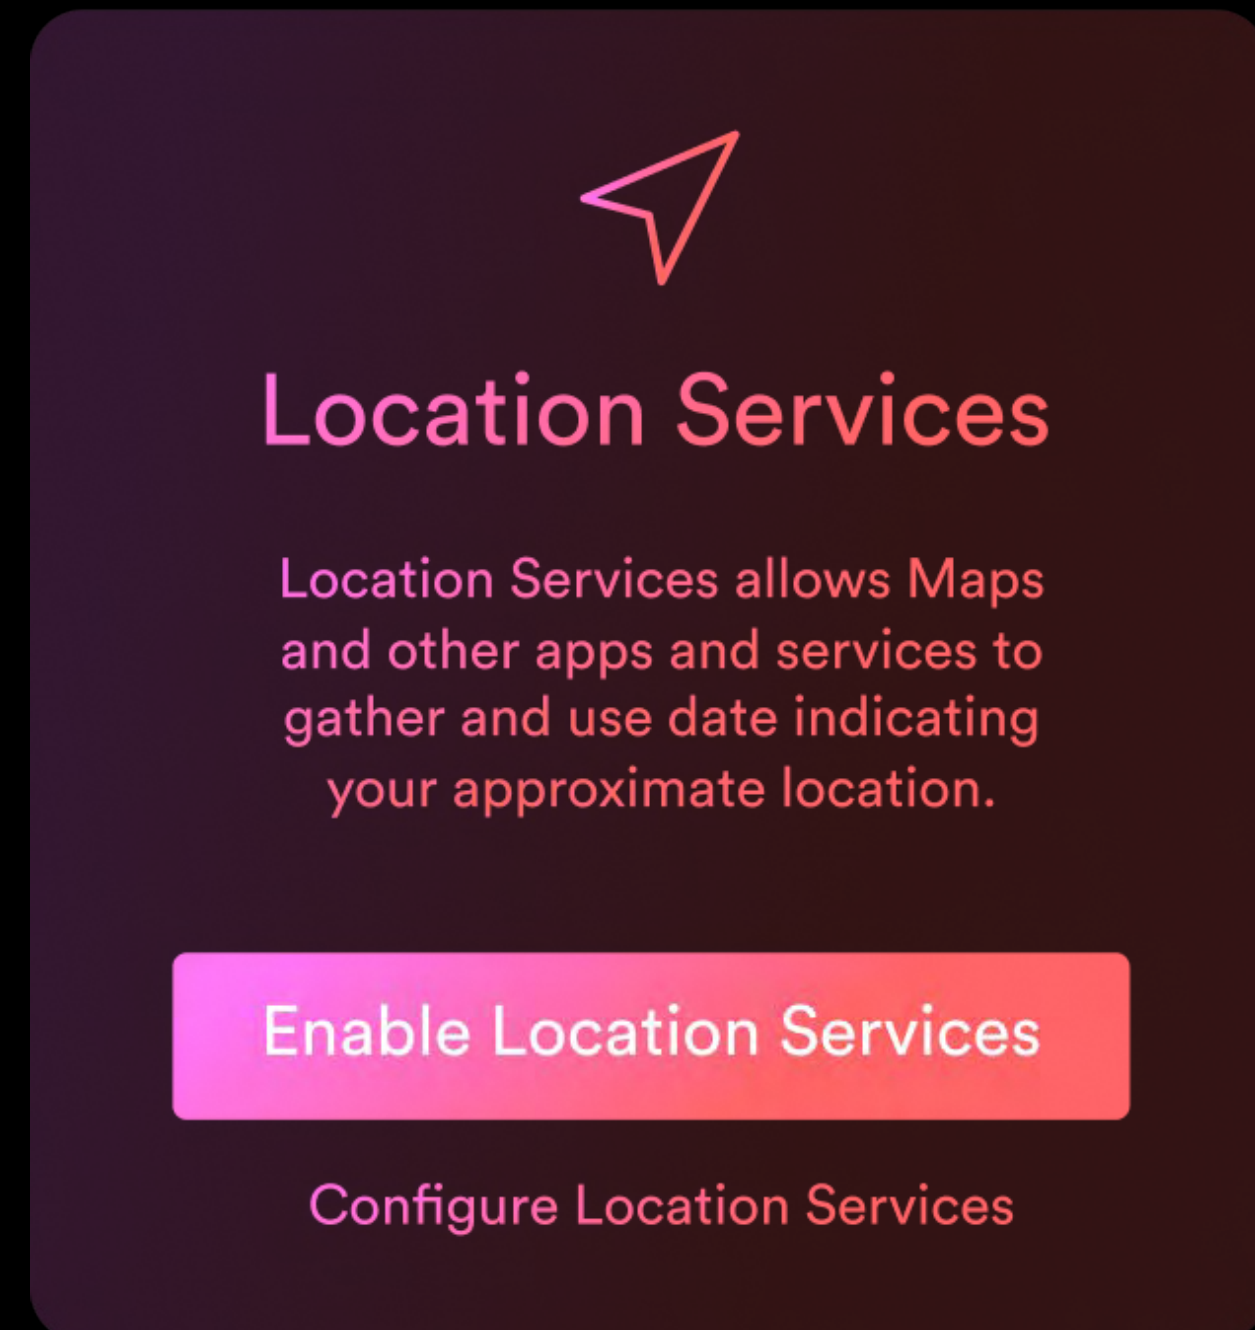 Location Services
Location Services allows Maps
and other apps and services to
gather and use date indicating
your approximate location.
Enable Location Services
Configure Location Services